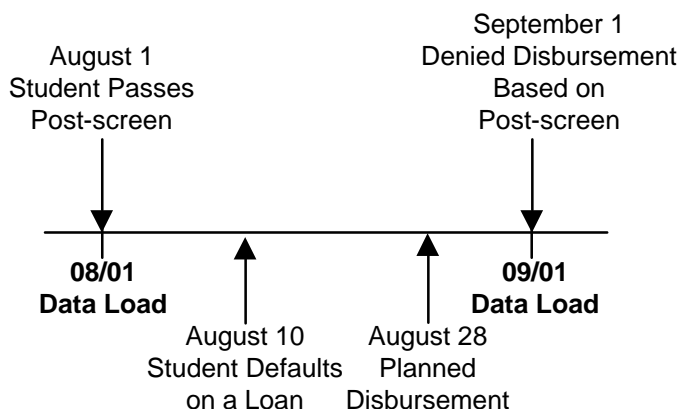 August 1
Student Passes
Post-screen
September 1
Denied Disbursement
Based on
Post-screen
08/01
Data Load
09/01
Data Load
August 10
Student Defaults
on a Loan
August 28
Planned
Disbursement